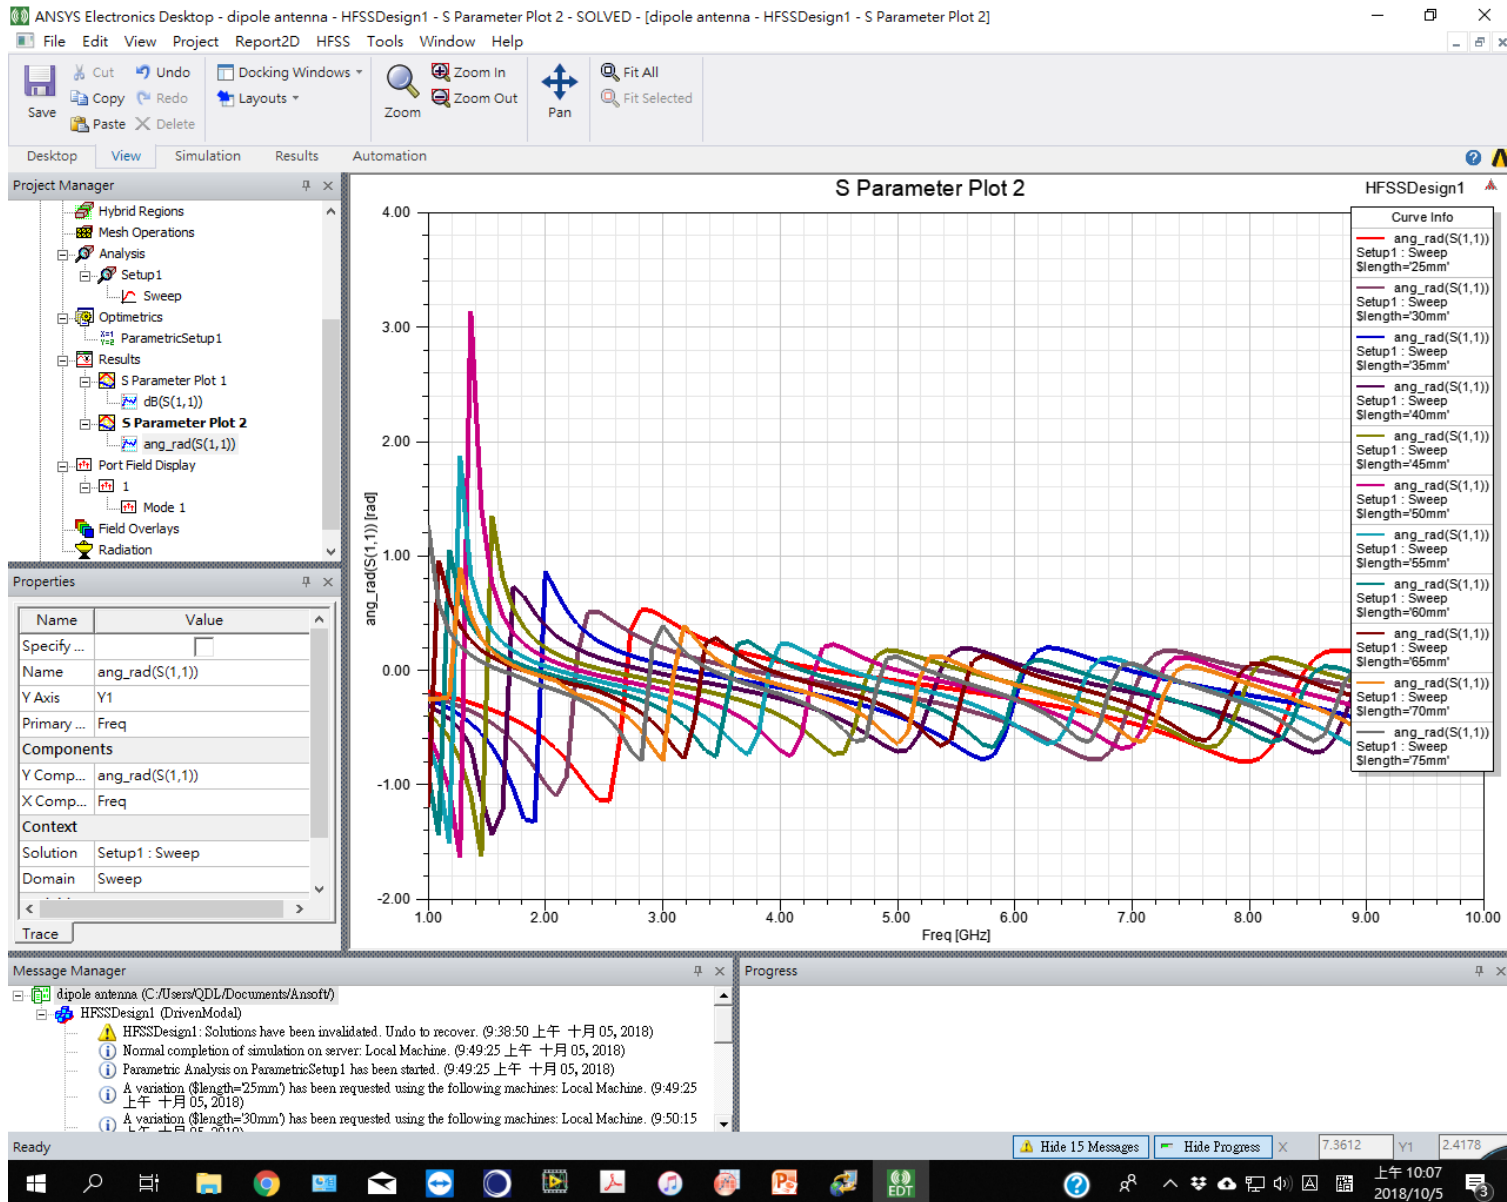 ANSYS Electronics Desktop - dipole antenna - HFSSDesign1 - S Parameter Plot 2 - SOLVED - [dipole antenna - HFSSDesign1 - S Parameter Plot 2]
File Edit View Project Report2D HFSS Tools Window Help
Save
Cut Undo
Copy Redo
Paste Delete
Docking Windows
Layouts
Zoom
Zoom In
Zoom Out
Pan
Fit All
Fit Selected
Desktop View Simulation Results Automation
Project Manager
Hybrid Regions
Mesh Operations
Analysis
Setup1
Sweep
Optimetrics
X=1
Y=2
ParametricSetup1
Results
S Parameter Plot 1
dB(S(1,1))
S Parameter Plot 2
ang_rad(S(1,1))
Port Field Display
1
Mode 1
Field Overlays
Radiation
Properties
Name Value
Specify ...
Name ang_rad(S(1,1))
Y Axis Y1
Primary ... Freq
Components
Y Comp... ang_rad(S(1,1))
X Comp... Freq
Context
Solution Setup1 : Sweep
Domain Sweep
Trace
S Parameter Plot 2
HFSSDesign1
4.00
3.00
2.00
1.00
0.00
-1.00
-2.00
ang_rad(S(1,1)) [rad]
1.00 2.00 3.00 4.00 5.00 6.00 7.00 8.00 9.00 10.00
Freq [GHz]
Curve Info
ang_rad(S(1,1))
Setup1 : Sweep
$length='25mm'
ang_rad(S(1,1))
Setup1 : Sweep
$length='30mm'
ang_rad(S(1,1))
Setup1 : Sweep
$length='35mm'
ang_rad(S(1,1))
Setup1 : Sweep
$length='40mm'
ang_rad(S(1,1))
Setup1 : Sweep
$length='45mm'
ang_rad(S(1,1))
Setup1 : Sweep
$length='50mm'
ang_rad(S(1,1))
Setup1 : Sweep
$length='55mm'
ang_rad(S(1,1))
Setup1 : Sweep
$length='60mm'
ang_rad(S(1,1))
Setup1 : Sweep
$length='65mm'
ang_rad(S(1,1))
Setup1 : Sweep
$length='70mm'
ang_rad(S(1,1))
Setup1 : Sweep
$length='75mm'
Message Manager
dipole antenna (C:/Users/QDL/Documents/Ansoft/)
HFSSDesign1 (DrivenModal)
HFSSDesign1: Solutions have been invalidated. Undo to recover. (9:38:50 上午 十月 05, 2018)
Normal completion of simulation on server: Local Machine. (9:49:25 上午 十月 05, 2018)
Parametric Analysis on ParametricSetup1 has been started. (9:49:25 上午 十月 05, 2018)
A variation ($length='25mm') has been requested using the following machines: Local Machine. (9:49:25
上午 十月 05, 2018)
A variation ($length='30mm') has been requested using the following machines: Local Machine. (9:50:15
上午 十月 05, 2018)
Progress
Ready
Hide 15 Messages Hide Progress X 7.3612 Y1 2.4178
EDT
上午 10:07
2018/10/5
3